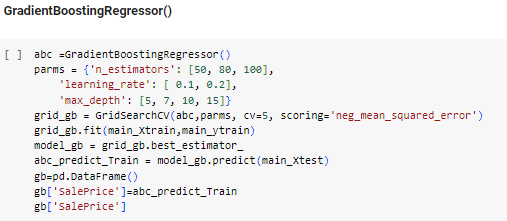 GradientBoostingRegressor()
[ ] abc =GradientBoostingRegressor()
parms = {'n_estimators': [50, 80, 100],
'learning_rate': [ 0.1, 0.2],
'max_depth': [5, 7, 10, 15]}
grid_gb = GridSearchCV(abc,parms, cv=5, scoring='neg_mean_squared_error')
grid_gb.fit(main_Xtrain,main_ytrain)
model_gb = grid_gb.best_estimator_
abc_predict_Train = model_gb.predict(main_Xtest)
gb=pd.DataFrame()
gb['SalePrice']=abc_predict_Train
gb['SalePrice']